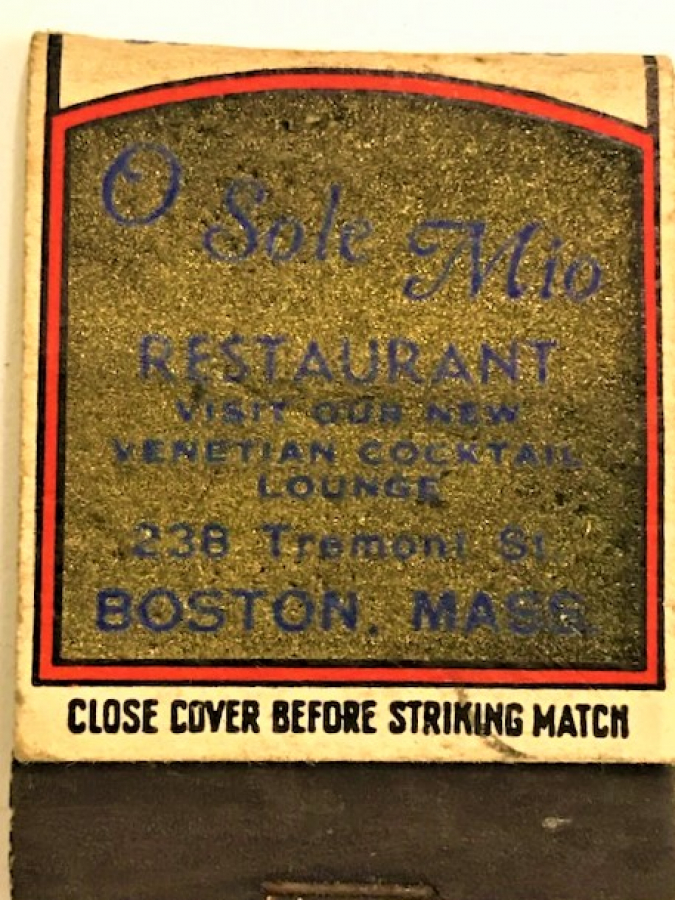 O Sole Mio
RESTAURANT
VISIT OUR NEW
VENETIAN COCKTAIL
LOUNGE
238 Tremont St.
BOSTON, MASS.
CLOSE COVER BEFORE STRIKING MATCH